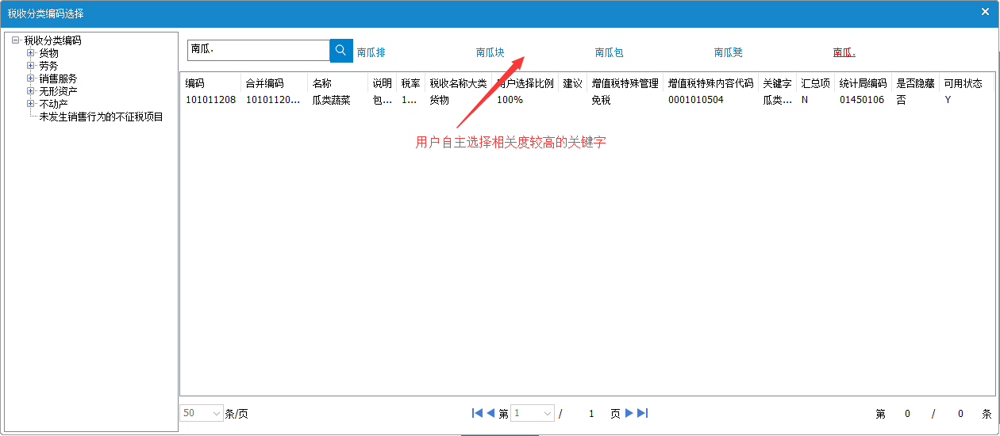 税收分类编码选择
税收分类编码
货物
劳务
销售服务
无形资产
不动产
未发生销售行为的不征税项目
南瓜. 南瓜排 南瓜块 南瓜包 南瓜凳 南瓜.
编码 合并编码 名称 说明 税率 税收名称大类 用户选择比例 建议 增值税特殊管理 增值税特殊内容代码 关键字 汇总项 统计局编码 是否隐藏 可用状态
101011208 10101120... 瓜类蔬菜 包... 1... 货物 100% 免税 0001010504 瓜类... N 01450106 否 Y
用户自主选择相关度较高的关键字
50 条/页 第 1 / 1 页 第 0 / 0 条